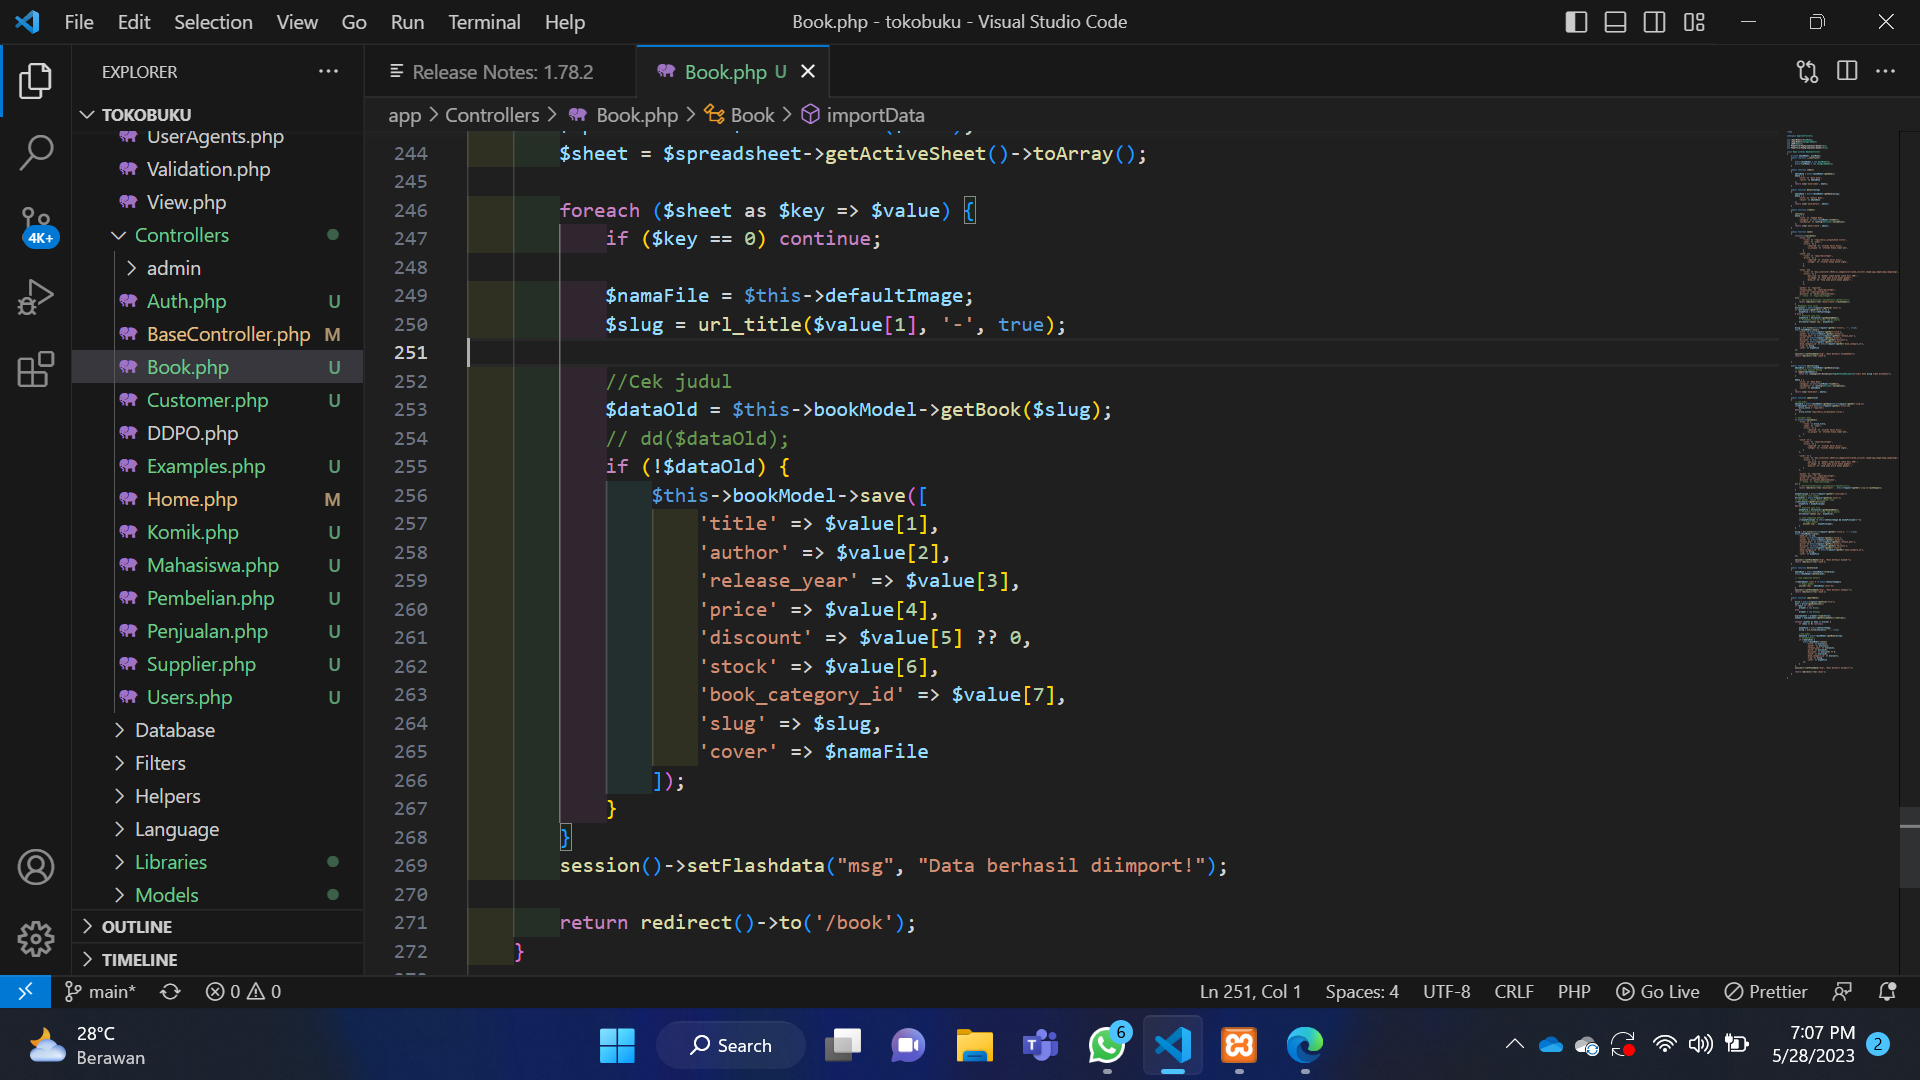 File Edit Selection View Go Run Terminal Help
Book.php - tokobuku - Visual Studio Code
EXPLORER
Release Notes: 1.78.2
Book.php U
TOKOBUKU
app > Controllers > Book.php > Book > importData
UserAgents.php
Validation.php
View.php
Controllers
admin
Auth.php U
BaseController.php M
Book.php U
Customer.php U
DDPO.php
Examples.php U
Home.php M
Komik.php U
Mahasiswa.php U
Pembelian.php U
Penjualan.php U
Supplier.php U
Users.php U
Database
Filters
Helpers
Language
Libraries
Models
OUTLINE
TIMELINE
4K+
244 $sheet = $spreadsheet->getActiveSheet()->toArray();
245
246 foreach ($sheet as $key => $value) {
247 if ($key == 0) continue;
248
249 $namaFile = $this->defaultImage;
250 $slug = url_title($value[1], '-', true);
251
252 //Cek judul
253 $dataOld = $this->bookModel->getBook($slug);
254 // dd($dataOld);
255 if (!$dataOld) {
256 $this->bookModel->save([
257 'title' => $value[1],
258 'author' => $value[2],
259 'release_year' => $value[3],
260 'price' => $value[4],
261 'discount' => $value[5] ?? 0,
262 'stock' => $value[6],
263 'book_category_id' => $value[7],
264 'slug' => $slug,
265 'cover' => $namaFile
266 ]);
267 }
268 }
269 session()->setFlashdata("msg", "Data berhasil diimport!");
270
271 return redirect()->to('/book');
272 }
main* 0 0
Ln 251, Col 1 Spaces: 4 UTF-8 CRLF PHP Go Live Prettier
28°C
Berawan
Search
6
7:07 PM
5/28/2023
2